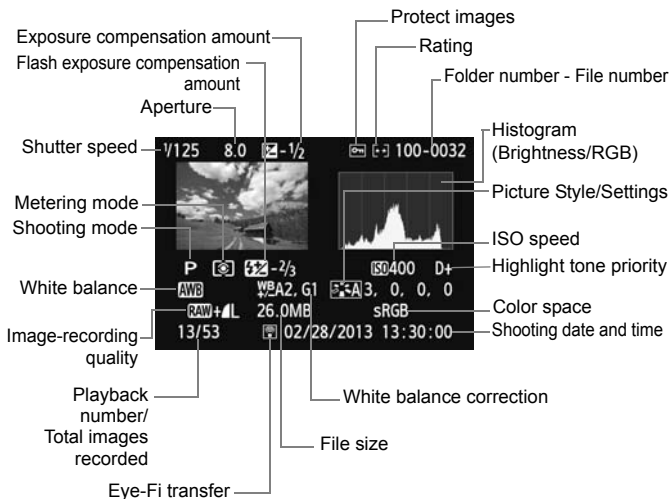 Protect images
Exposure compensation amount
Rating
Flash exposure compensation
amount
Folder number - File number
Aperture
Shutter speed
1/125 8.0 -1/2 100-0032
Histogram
(Brightness/RGB)
Picture Style/Settings
Metering mode
Shooting mode
ISO speed
P -2/3 ISO400 D+
Highlight tone priority
White balance
AWB WB+/-A2, G1 A3, 0, 0, 0
RAW+L 26.0MB sRGB
Color space
13/53 02/28/2013 13:30:00
Shooting date and time
Image-recording
quality
Playback
number/
Total images
recorded
White balance correction
File size
Eye-Fi transfer